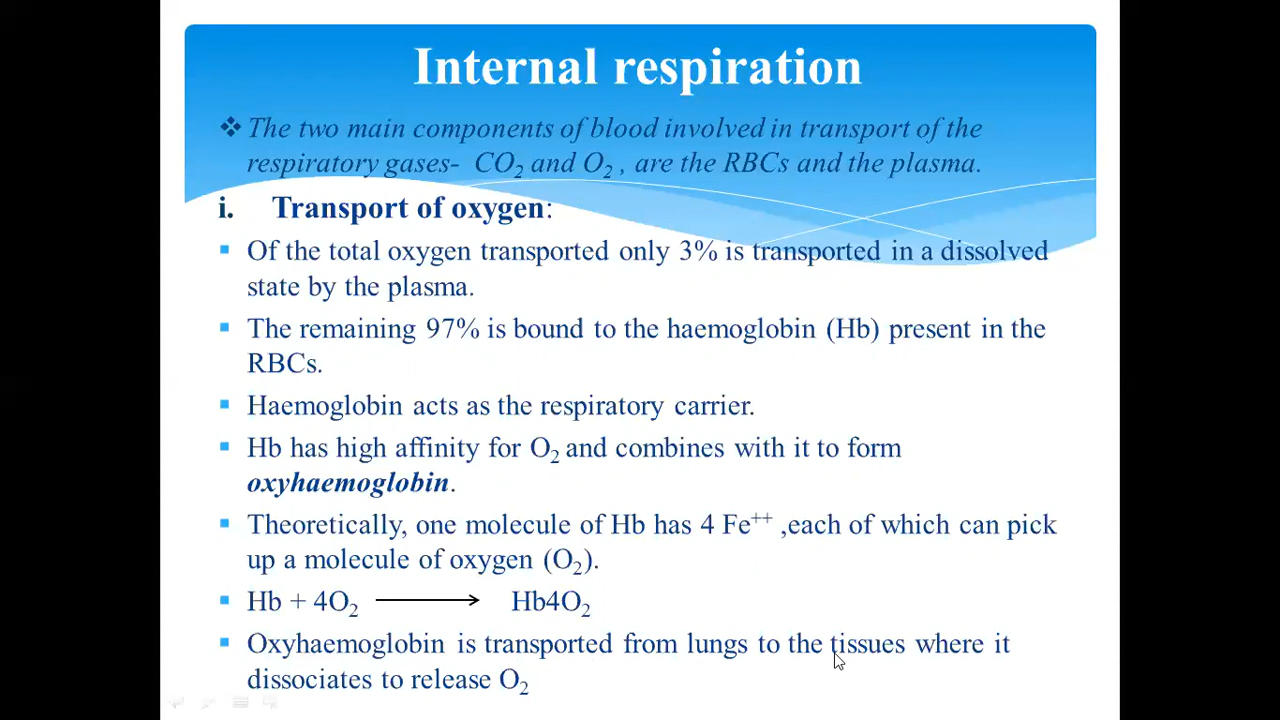 Internal respiration
❖ The two main components of blood involved in transport of the
respiratory gases- CO₂ and O₂ , are the RBCs and the plasma.
i. Transport of oxygen:
▪ Of the total oxygen transported only 3% is transported in a dissolved
state by the plasma.
▪ The remaining 97% is bound to the haemoglobin (Hb) present in the
RBCs.
▪ Haemoglobin acts as the respiratory carrier.
▪ Hb has high affinity for O₂ and combines with it to form
oxyhaemoglobin.
▪ Theoretically, one molecule of Hb has 4 Fe⁺⁺ ,each of which can pick
up a molecule of oxygen (O₂).
▪ Hb + 4O₂ ⟶ Hb4O₂
▪ Oxyhaemoglobin is transported from lungs to the tissues where it
dissociates to release O₂